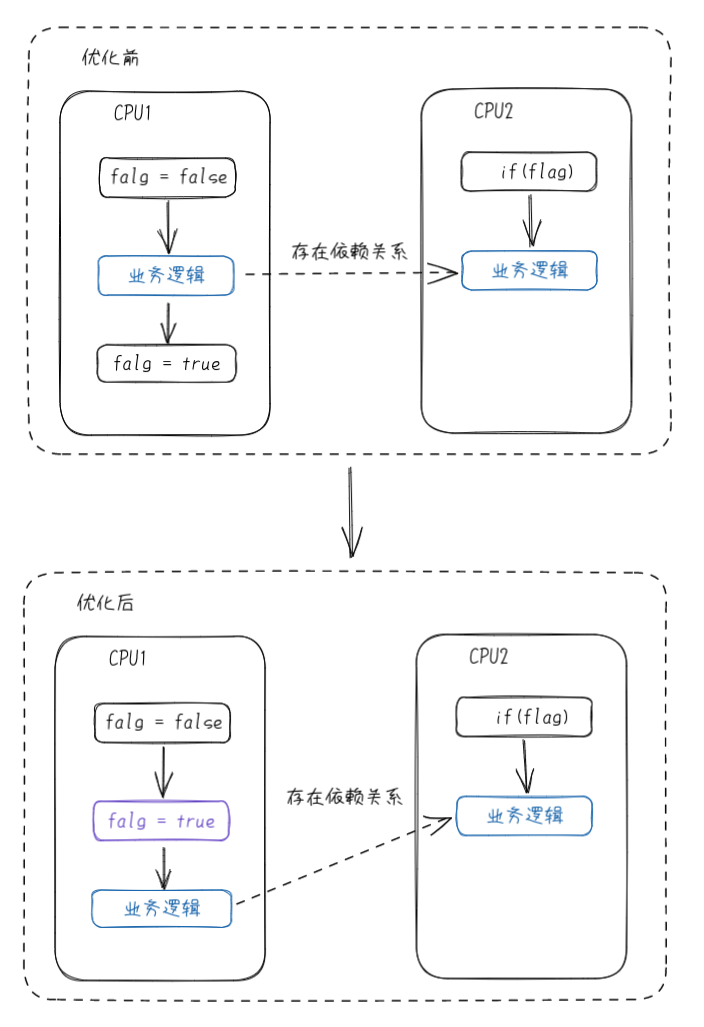 优化前
CPU1
CPU2
falg = false
if(flag)
存在依赖关系
业务逻辑
业务逻辑
falg = true
优化后
CPU1
CPU2
falg = false
if(flag)
存在依赖关系
falg = true
业务逻辑
业务逻辑